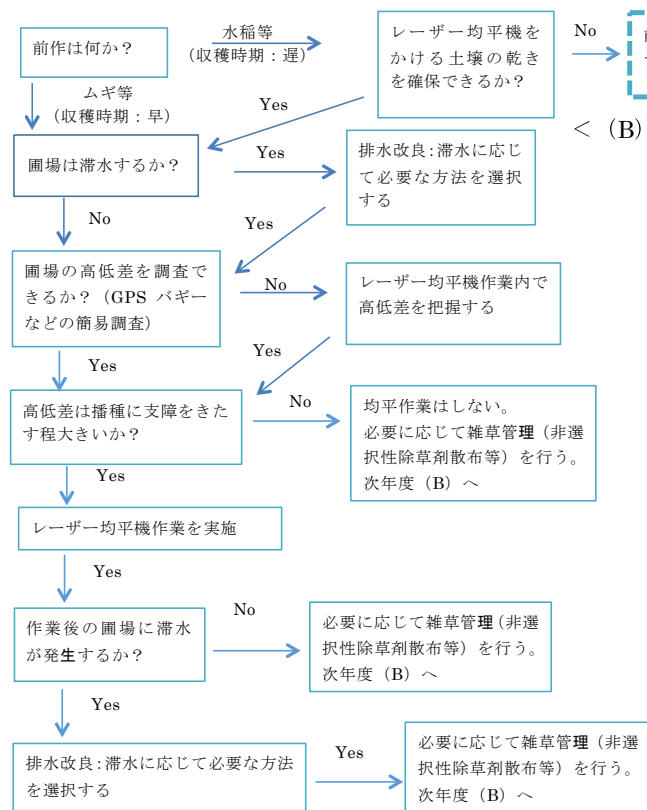 前作は何か？
水稲等
（収穫時期：遅）
レーザー均平機を
かける土壌の乾き
を確保できるか？
No
ムギ等
（収穫時期：早）
Yes
< (B)
圃場は滞水するか？
Yes
排水改良：滞水に応じ
て必要な方法を選択
する
No
Yes
圃場の高低差を調査で
きるか？（GPS バギー
などの簡易調査）
No
レーザー均平機作業内で
高低差を把握する
Yes
Yes
高低差は播種に支障をきた
す程大きいか？
No
均平作業はしない。
必要に応じて雑草管理（非選
択性除草剤散布等）を行う。
次年度（B）へ
Yes
レーザー均平機作業を実施
Yes
作業後の圃場に滞水
が発生するか？
No
必要に応じて雑草管理（非選
択性除草剤散布等）を行う。
次年度（B）へ
Yes
排水改良：滞水に応じて必要な方法
を選択する
Yes
必要に応じて雑草管理（非選
択性除草剤散布等）を行う。
次年度（B）へ